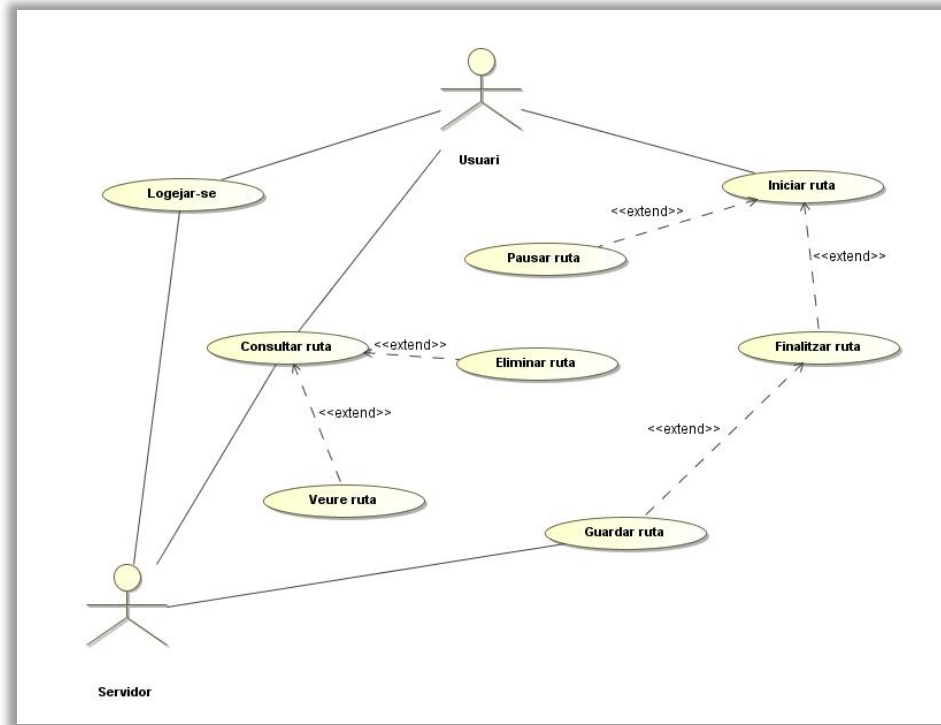 Usuari
Logejar-se
Iniciar ruta
<<extend>>
Pausar ruta
<<extend>>
Consultar ruta
<<extend>>
Eliminar ruta
Finalitzar ruta
<<extend>>
<<extend>>
Veure ruta
Guardar ruta
Servidor